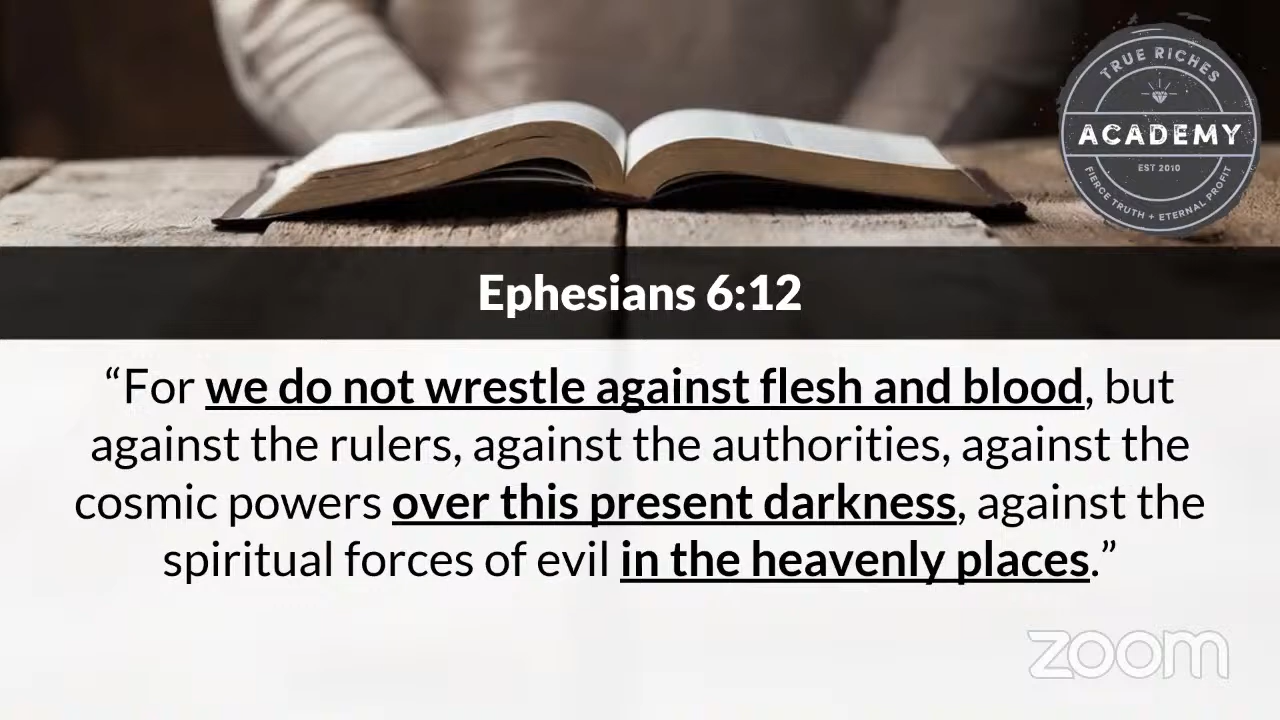 TRUE RICHES
ACADEMY
EST 2010
FIERCE TRUTH + ETERNAL PROFIT
Ephesians 6:12
“For we do not wrestle against flesh and blood, but
against the rulers, against the authorities, against the
cosmic powers over this present darkness, against the
spiritual forces of evil in the heavenly places.”
zoom